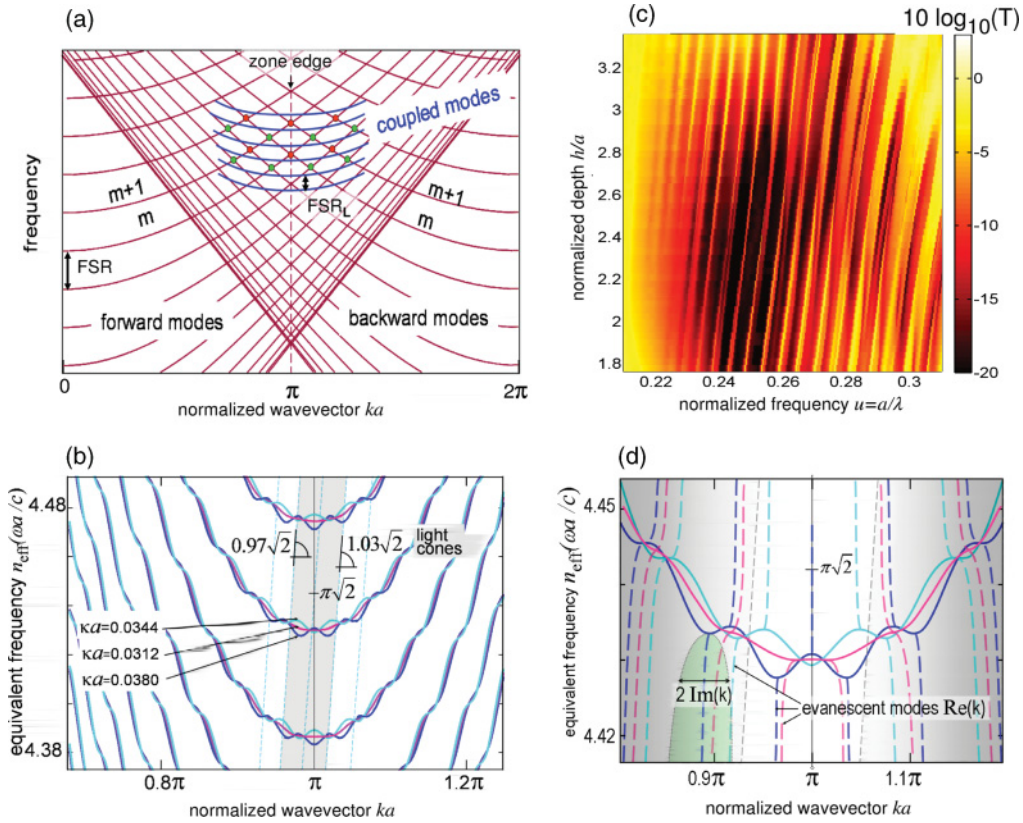 (a)
zone edge
coupled modes
m+1
m
m+1
m
FSR_L
FSR
forward modes
backward modes
frequency
0
π
2π
normalized wavevector ka
(c)
10 log10(T)
3.2
3
2.8
2.6
2.4
2.2
2
1.8
normalized depth h/a
0.22
0.24
0.26
0.28
0.3
normalized frequency u=a/λ
0
-5
-10
-15
-20
(b)
4.48
4.38
equivalent frequency neff(ωa/c)
0.97√2
1.03√2
light
cones
π√2
κa=0.0344
κa=0.0312
κa=0.0380
0.8π
π
1.2π
normalized wavevector ka
(d)
4.45
4.42
equivalent frequency neff(ωa/c)
π√2
2 Im(k)
evanescent modes Re(k)
0.9π
π
1.1π
normalized wavevector ka